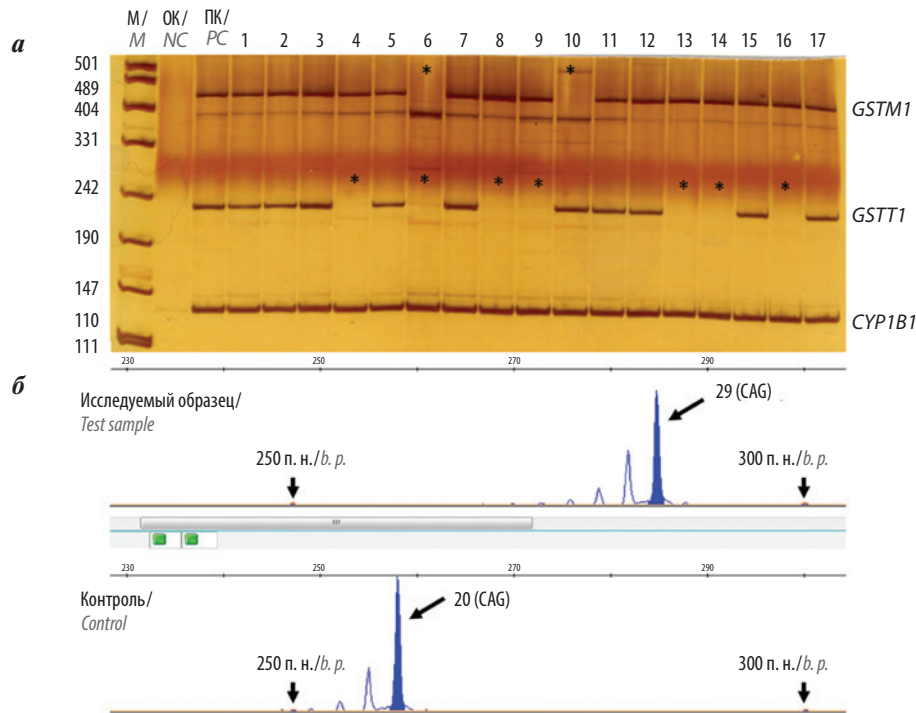 а
М / M
ОК / NC
ПК / PC
1 2 3 4 5 6 7 8 9 10 11 12 13 14 15 16 17
* *
* * * * * * *
501
489
404
331
242
190
147
110
111
GSTM1
GSTT1
CYP1B1
б
230 250 270 290
Исследуемый образец/
Test sample
29 (CAG)
250 п. н./b. p.
300 п. н./b. p.
230 250 270 290
Контроль/
Control
20 (CAG)
250 п. н./b. p.
300 п. н./b. p.